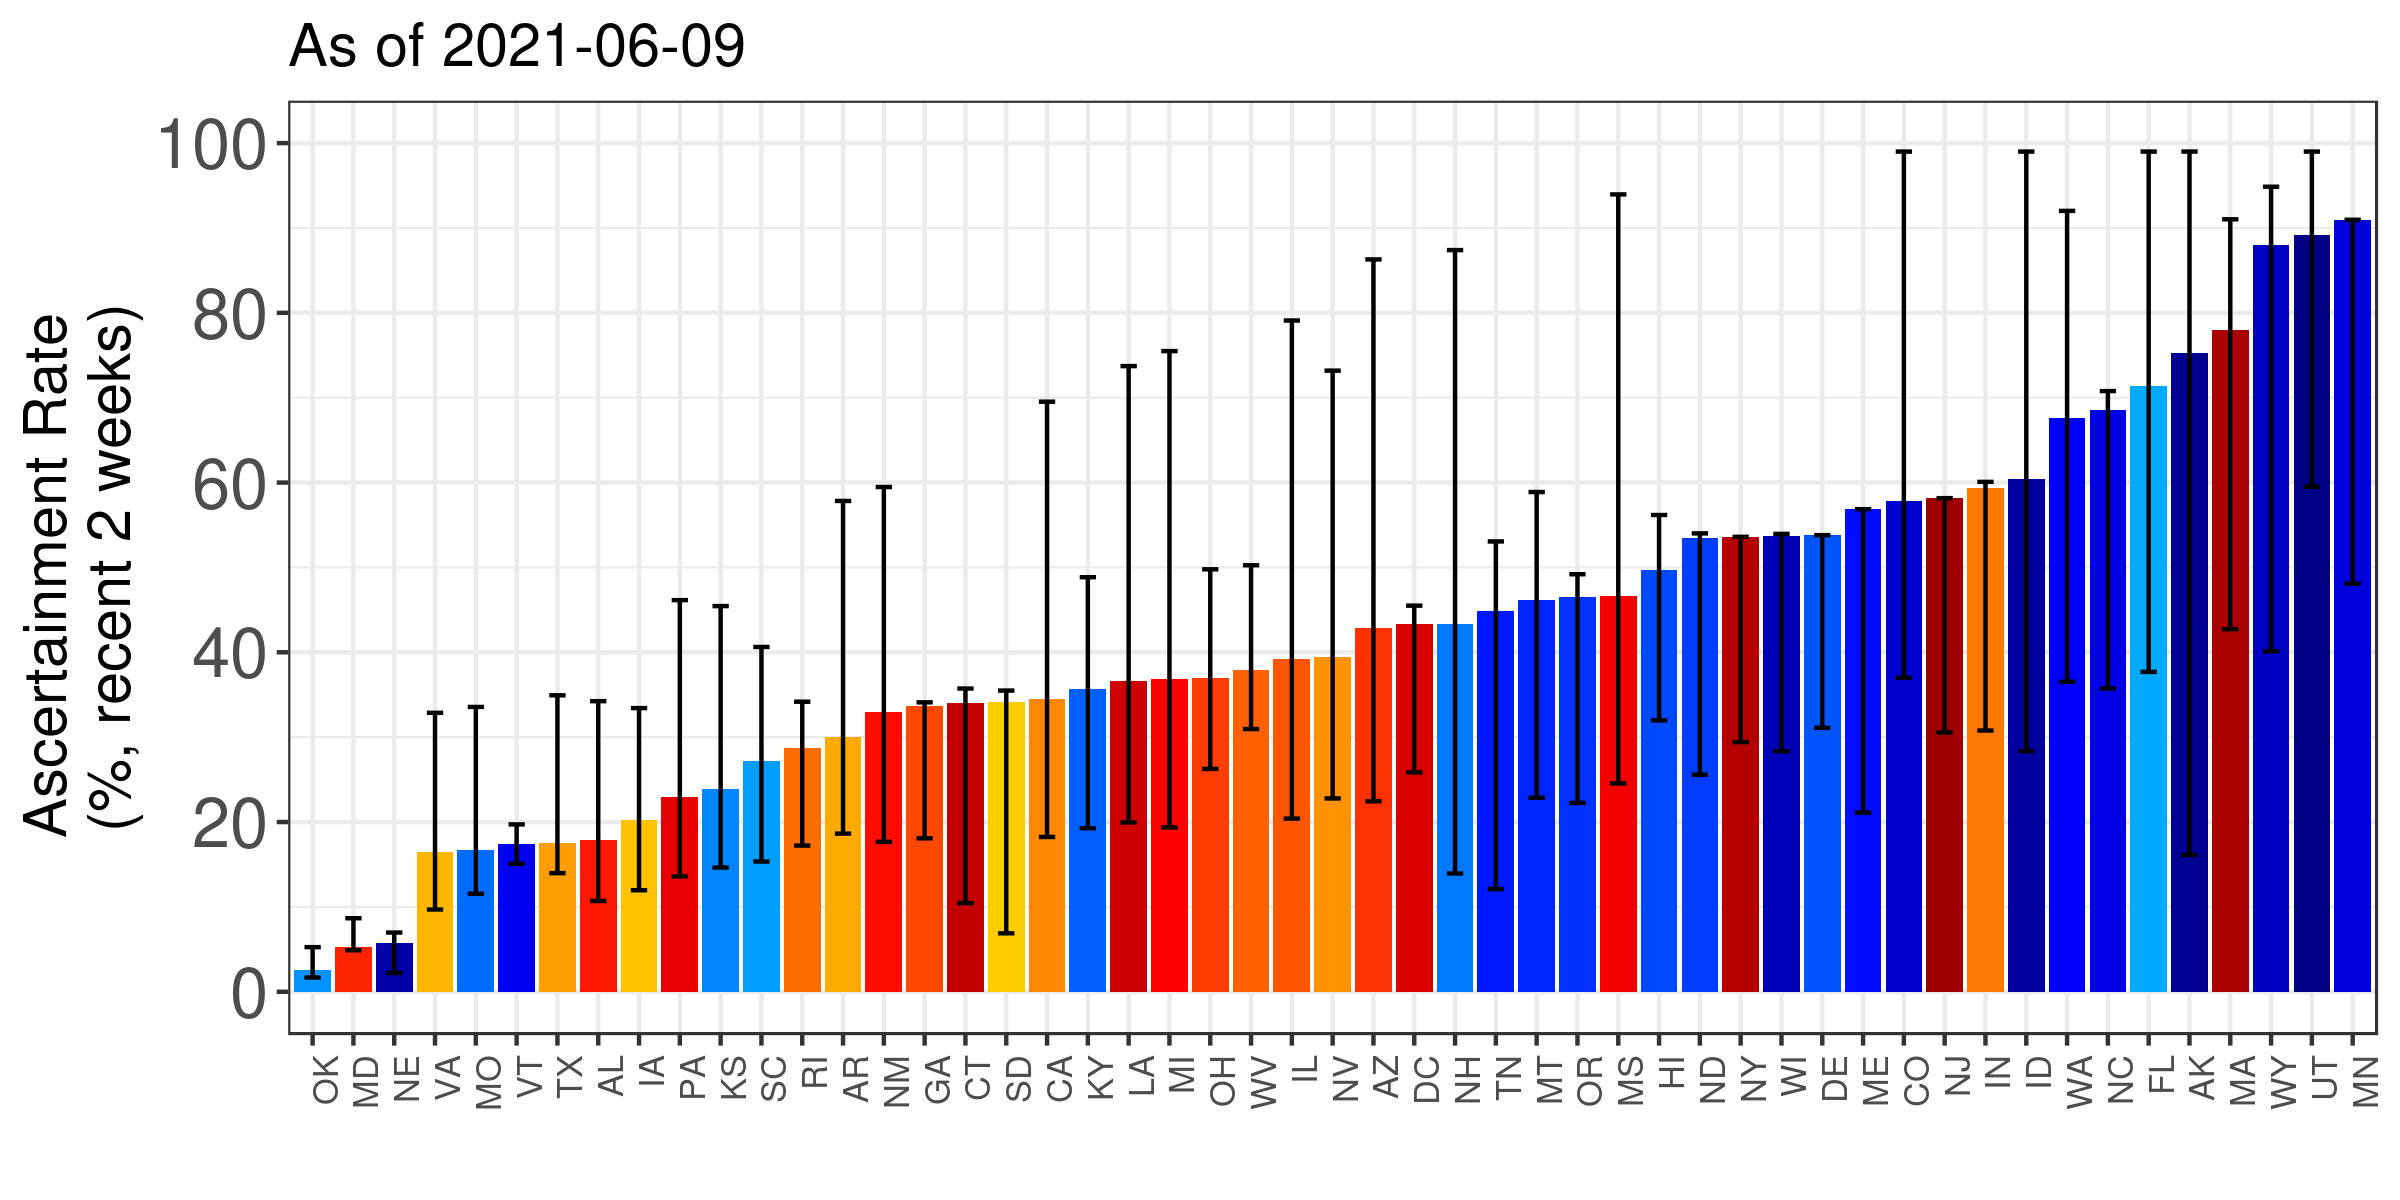 As of 2021-06-09
Ascertainment Rate
(%, recent 2 weeks)
100
80
60
40
20
0
OK MD NE VA MO VT TX AL IA PA KS SC RI AR NM GA CT SD CA KY LA MI OH WV IL NV AZ DC NH TN MT OR MS HI ND NY WI DE ME CO NJ IN ID WA NC FL AK MA WY UT MN